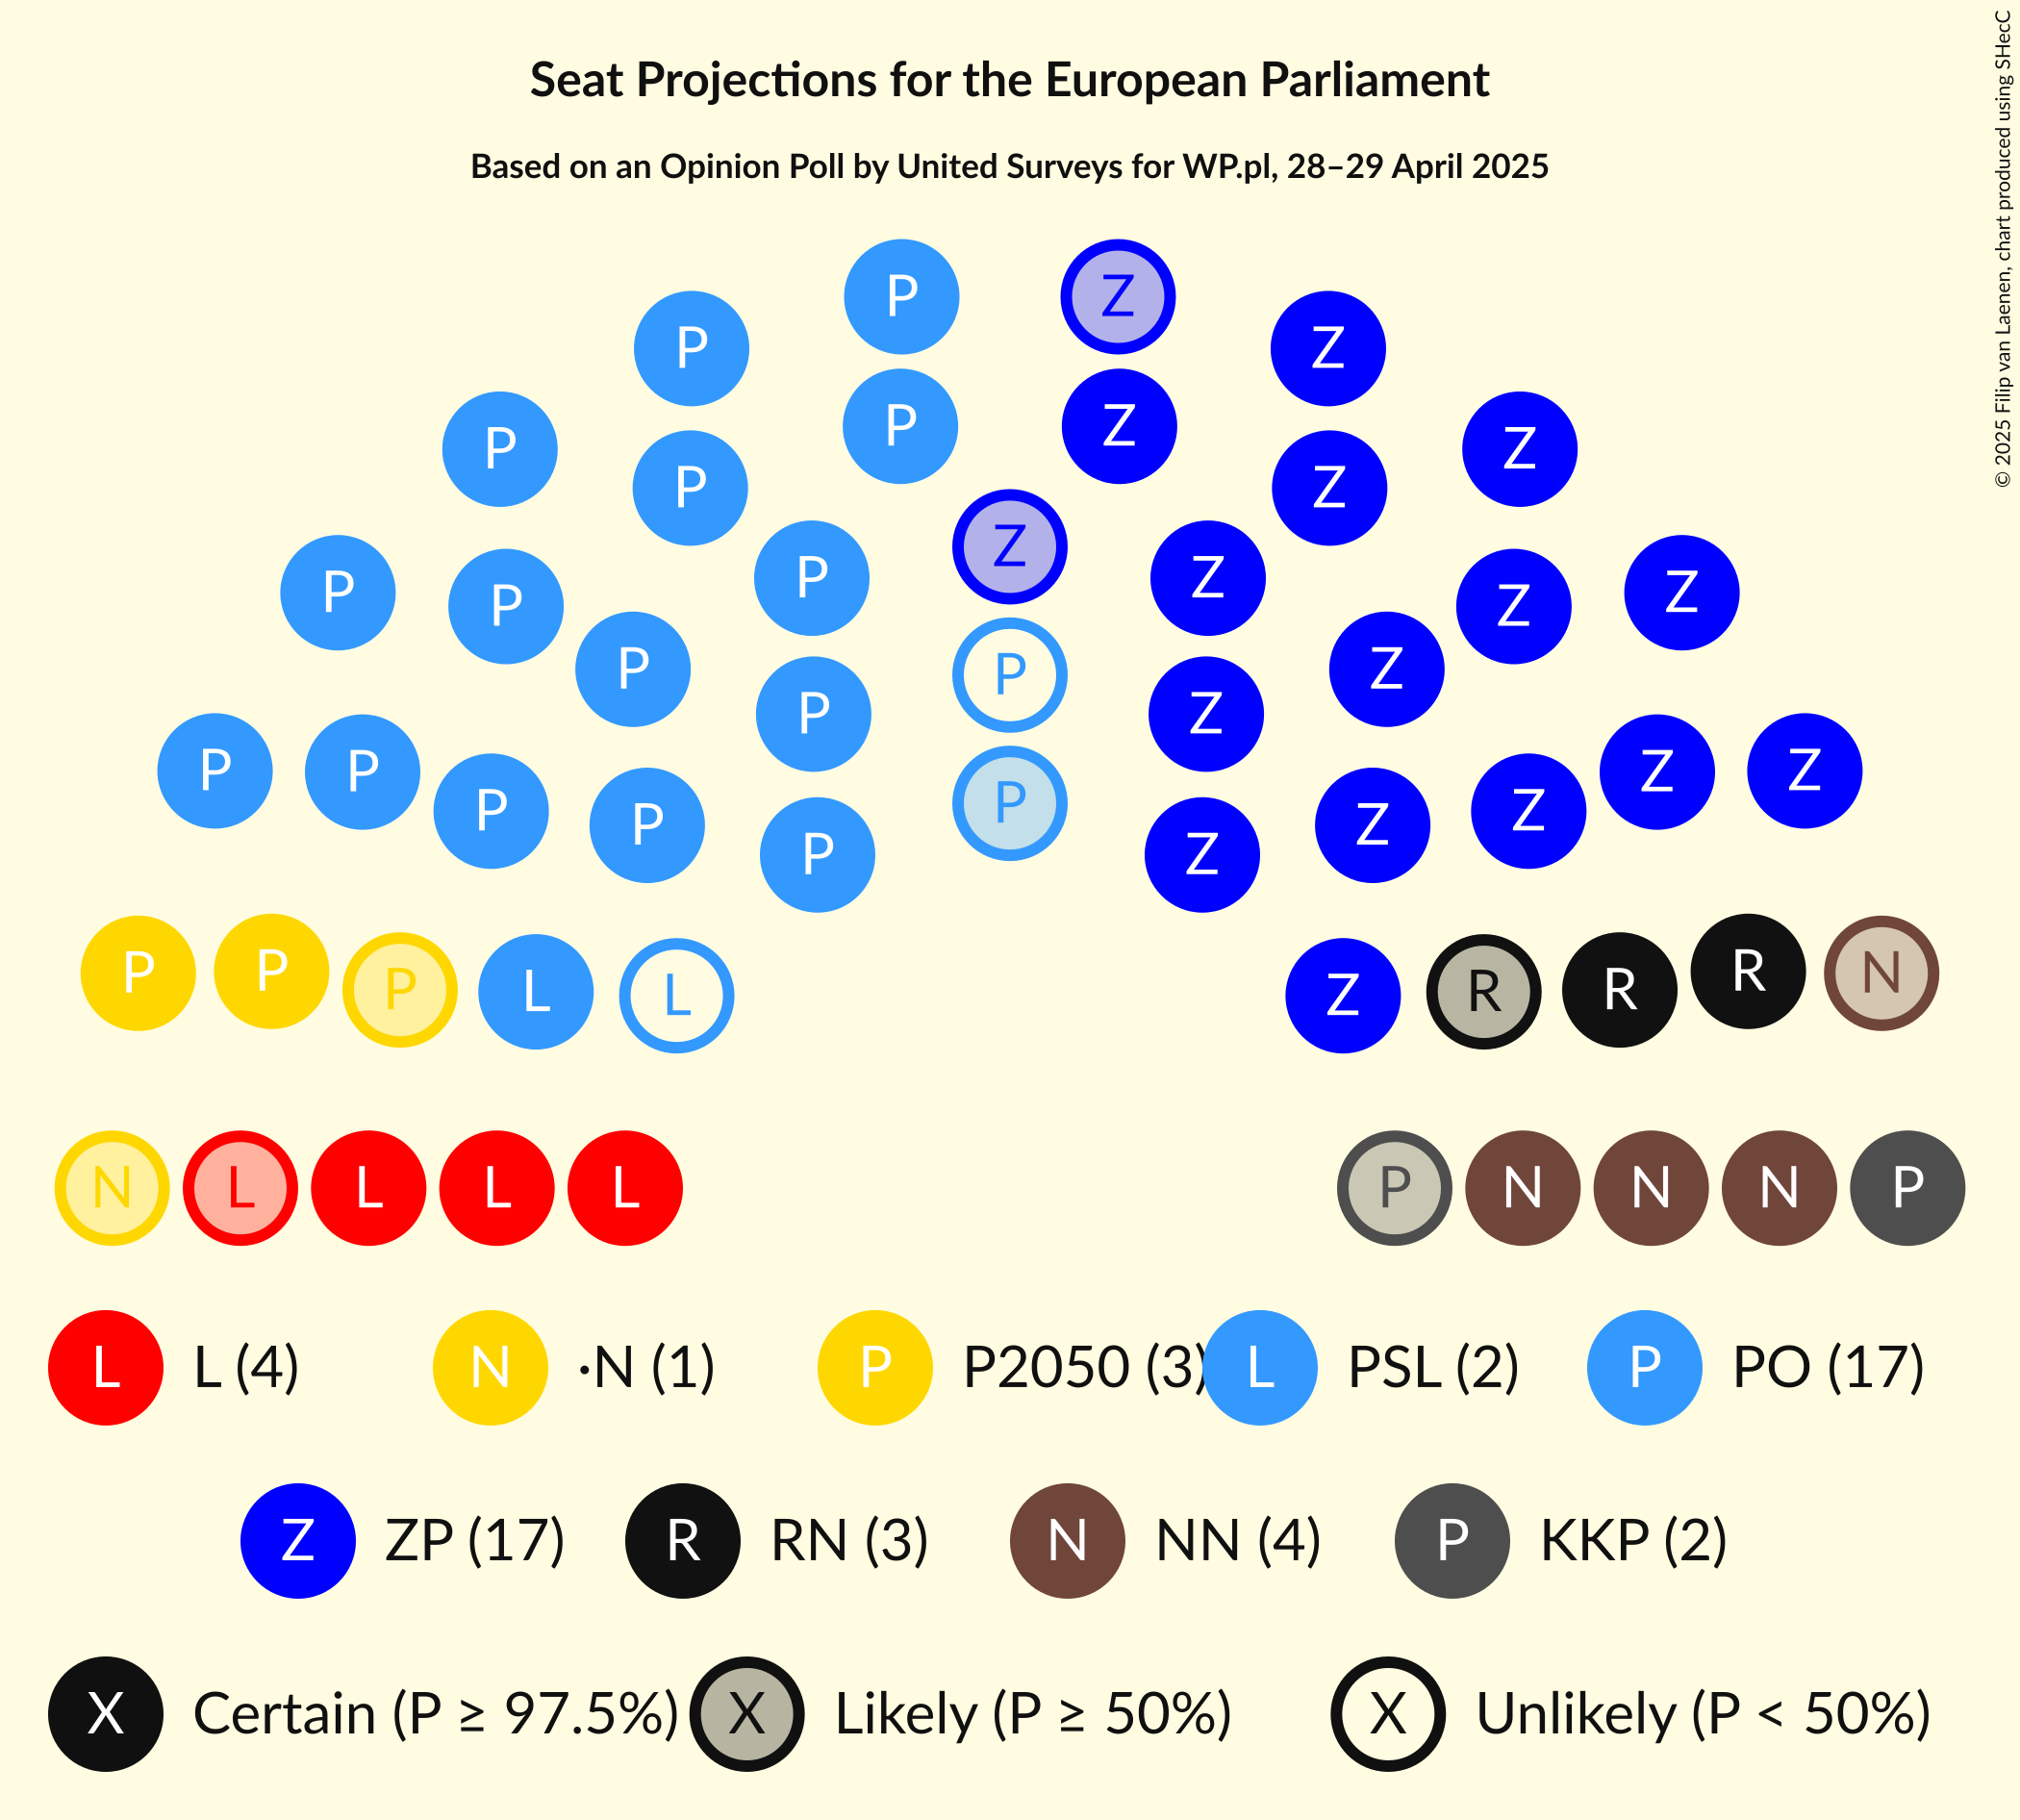 Seat Projections for the European Parliament
Based on an Opinion Poll by United Surveys for WP.pl, 28–29 April 2025
© 2025 Filip van Laenen, chart produced using SHecC
P Z
P Z
P Z
P Z
P Z
Z
P Z
P Z
P Z
P Z
P
P Z
P Z
P Z
P Z
P
P Z
P Z
P Z
P P P L L Z R R R N
N L L L L P N N N P
L L (4) N ·N (1) P P2050 (3) L PSL (2) P PO (17)
Z ZP (17) R RN (3) N NN (4) P KKP (2)
X Certain (P ≥ 97.5%) X Likely (P ≥ 50%) X Unlikely (P < 50%)